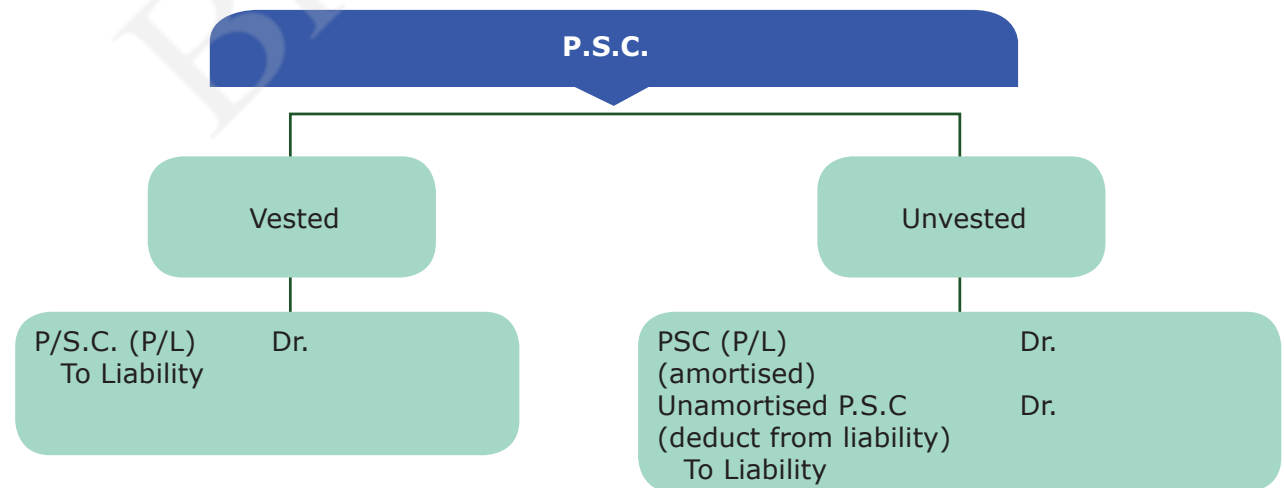 P.S.C.
Vested
Unvested
P/S.C. (P/L) Dr.
To Liability
PSC (P/L) Dr.
(amortised)
Unamortised P.S.C Dr.
(deduct from liability)
To Liability